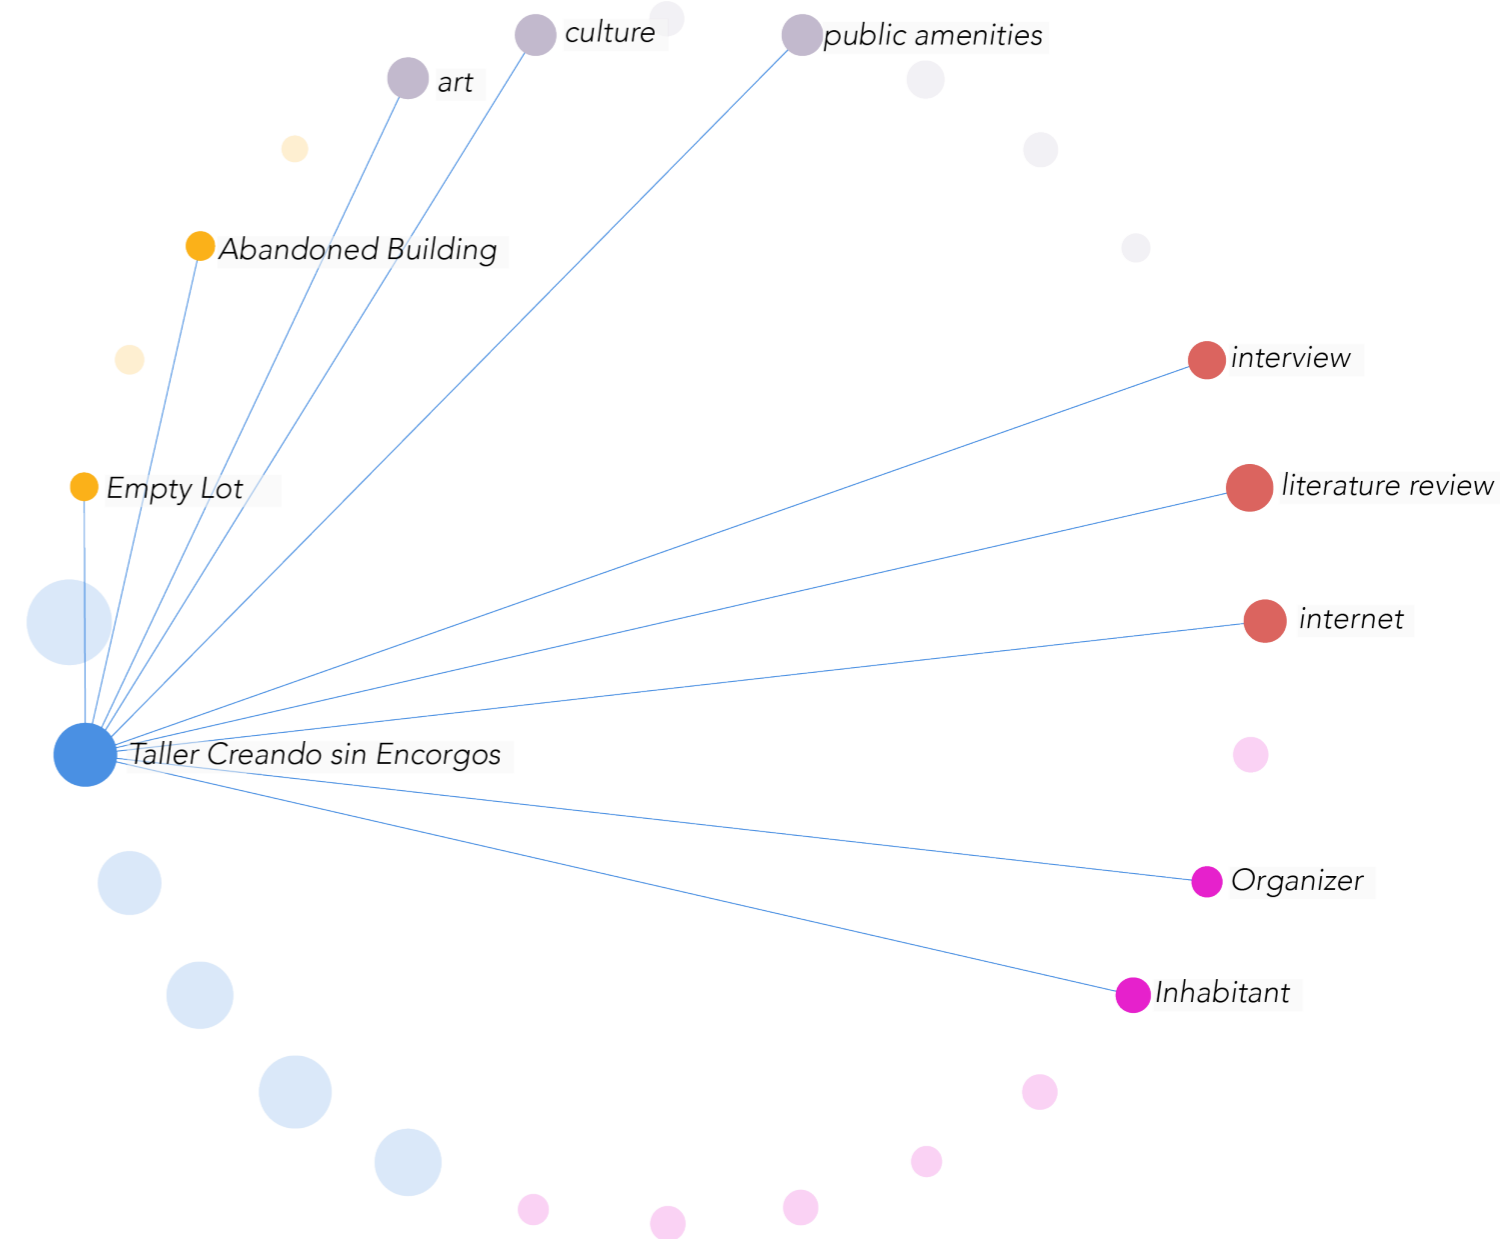 culture
public amenities
art
Abandoned Building
interview
literature review
Empty Lot
internet
Taller Creando sin Encorgos
Organizer
Inhabitant